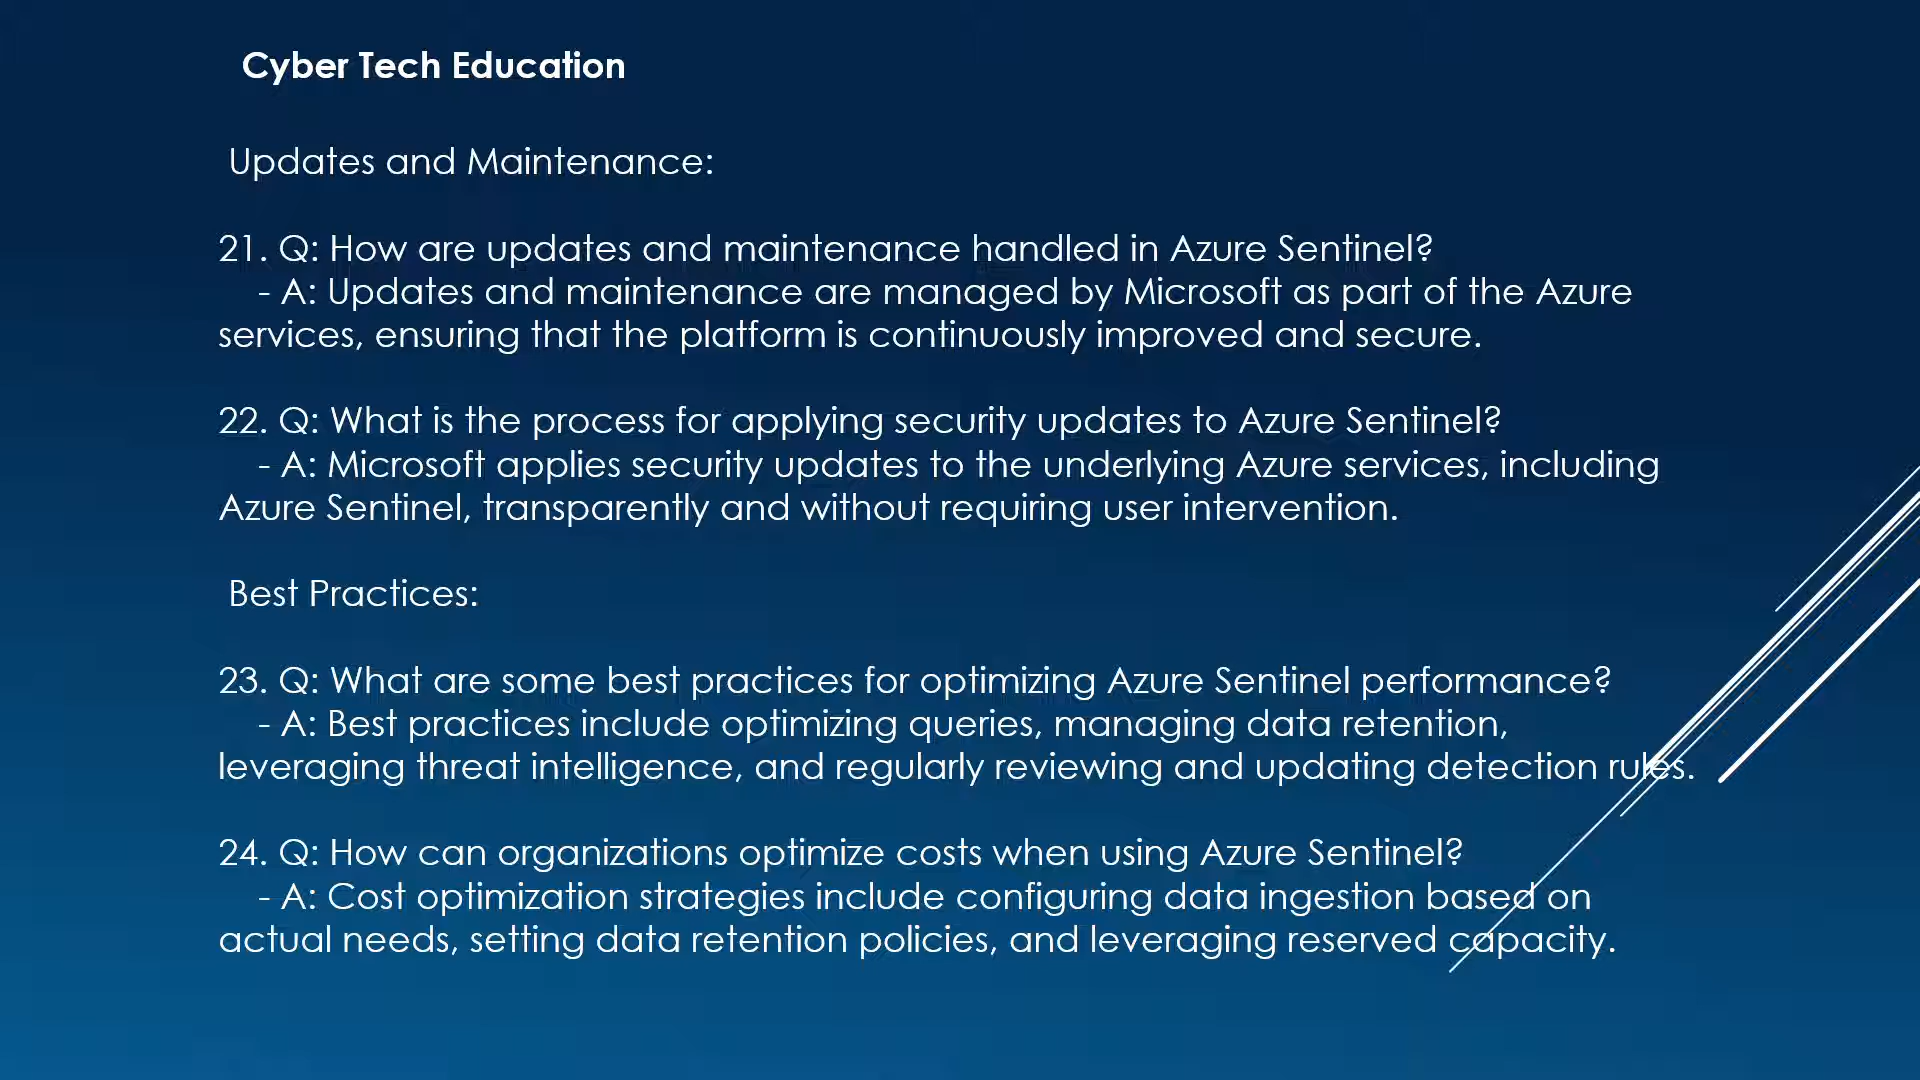 Cyber Tech Education
Updates and Maintenance:
21. Q: How are updates and maintenance handled in Azure Sentinel?
- A: Updates and maintenance are managed by Microsoft as part of the Azure
services, ensuring that the platform is continuously improved and secure.
22. Q: What is the process for applying security updates to Azure Sentinel?
- A: Microsoft applies security updates to the underlying Azure services, including
Azure Sentinel, transparently and without requiring user intervention.
Best Practices:
23. Q: What are some best practices for optimizing Azure Sentinel performance?
- A: Best practices include optimizing queries, managing data retention,
leveraging threat intelligence, and regularly reviewing and updating detection rules.
24. Q: How can organizations optimize costs when using Azure Sentinel?
- A: Cost optimization strategies include configuring data ingestion based on
actual needs, setting data retention policies, and leveraging reserved capacity.